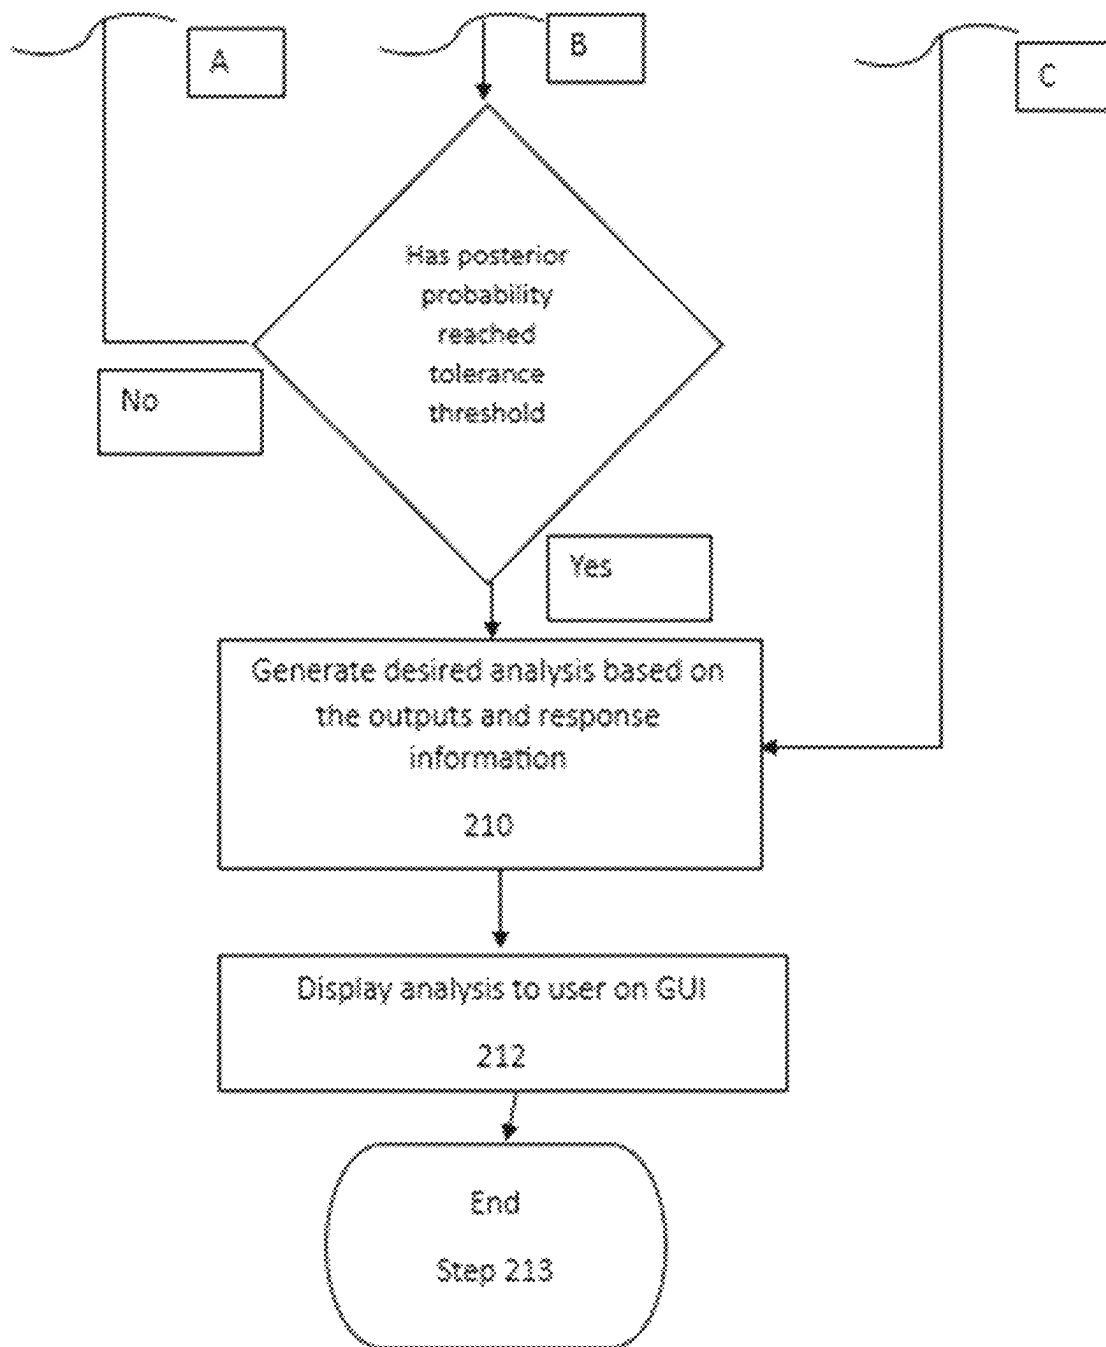 A
B
C
Has posterior
probability
reached
tolerance
threshold
No
Yes
Generate desired analysis based on
the outputs and response
information
210
Display analysis to user on GUI
212
End
Step 213